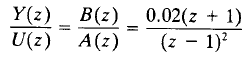 Y(z)/U(z) = B(z)/A(z) = 0.02(z + 1)/(z − 1)²